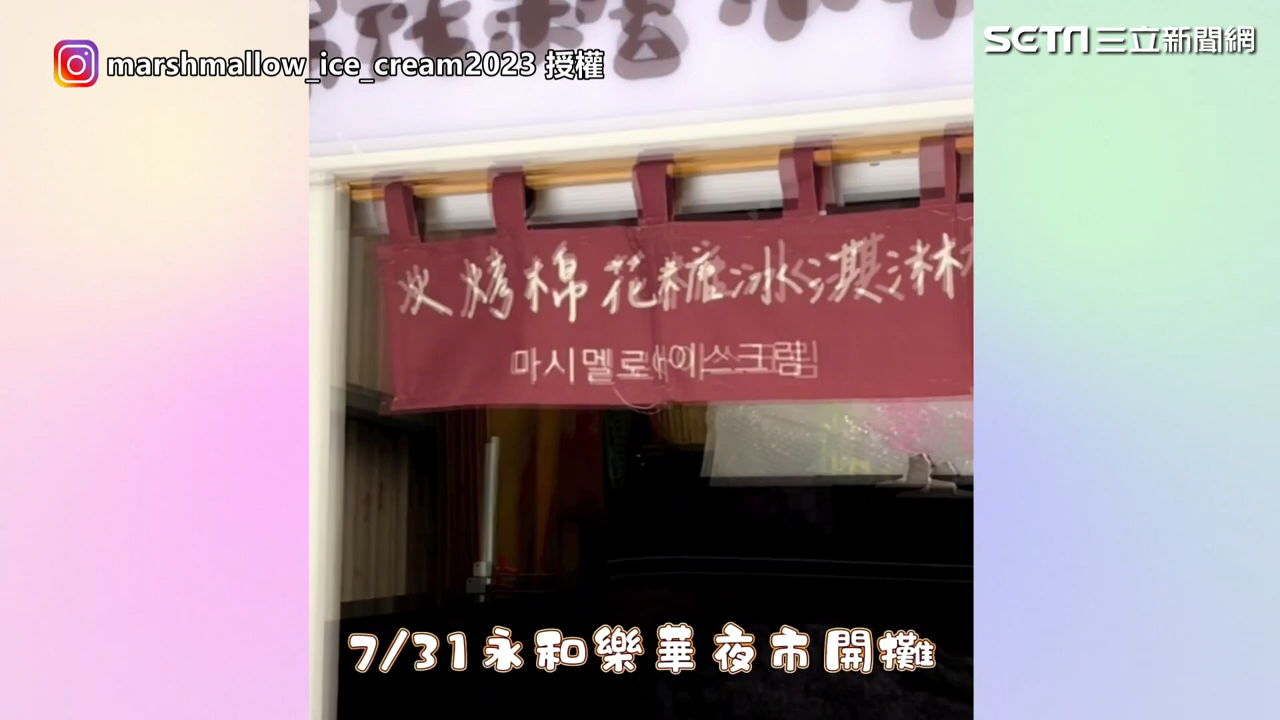 marshmallow_ice_cream2023 授權
SETN三立新聞網
火烤棉花糖冰淇淋
마시멜로아이스크림
7/31永和樂華夜市開攤